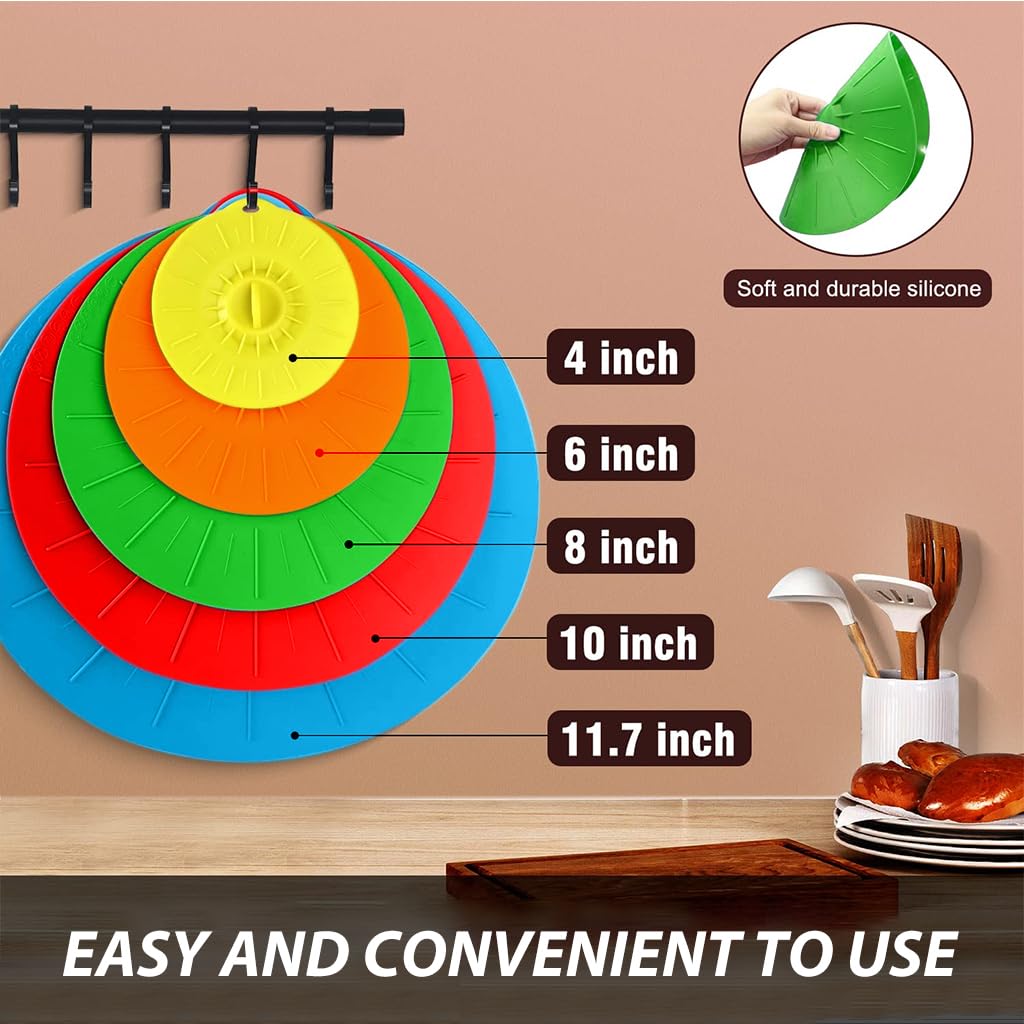 Soft and durable silicone
4 inch
6 inch
8 inch
10 inch
11.7 inch
EASY AND CONVENIENT TO USE